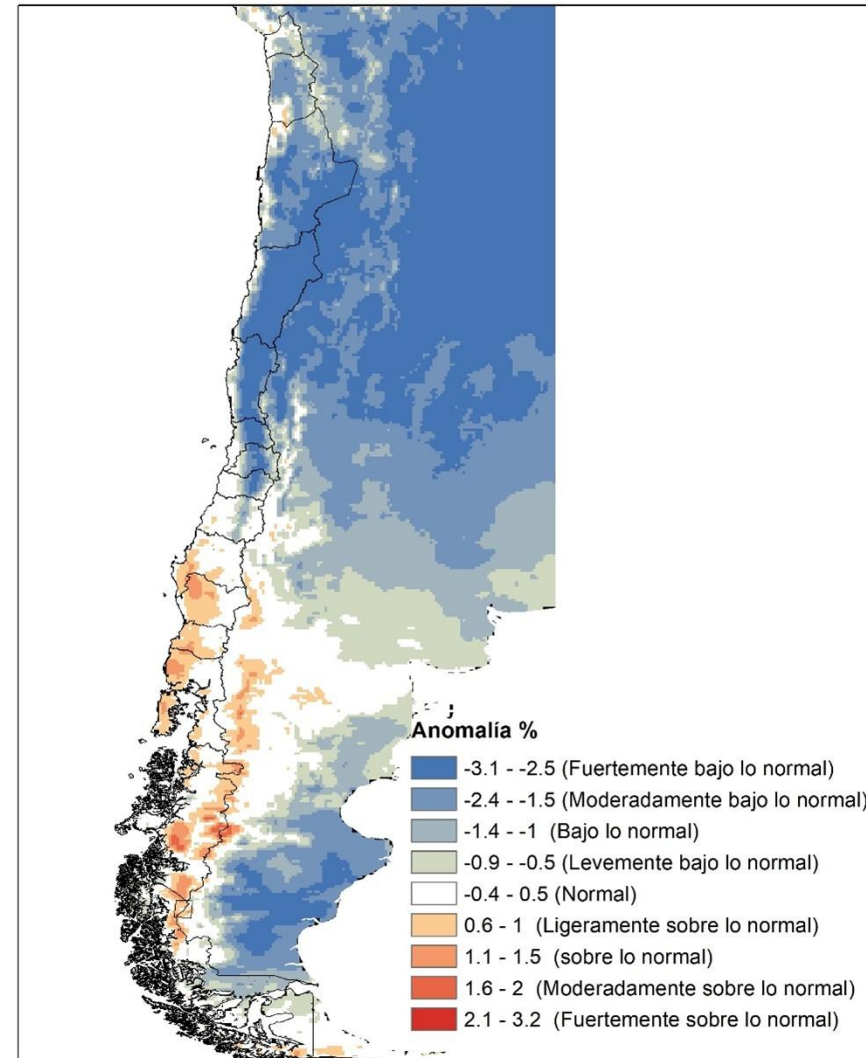 Anomalía %
-3.1 - -2.5 (Fuertemente bajo lo normal)
-2.4 - -1.5 (Moderadamente bajo lo normal)
-1.4 - -1 (Bajo lo normal)
-0.9 - -0.5 (Levemente bajo lo normal)
-0.4 - 0.5 (Normal)
0.6 - 1 (Ligeramente sobre lo normal)
1.1 - 1.5 (sobre lo normal)
1.6 - 2 (Moderadamente sobre lo normal)
2.1 - 3.2 (Fuertemente sobre lo normal)